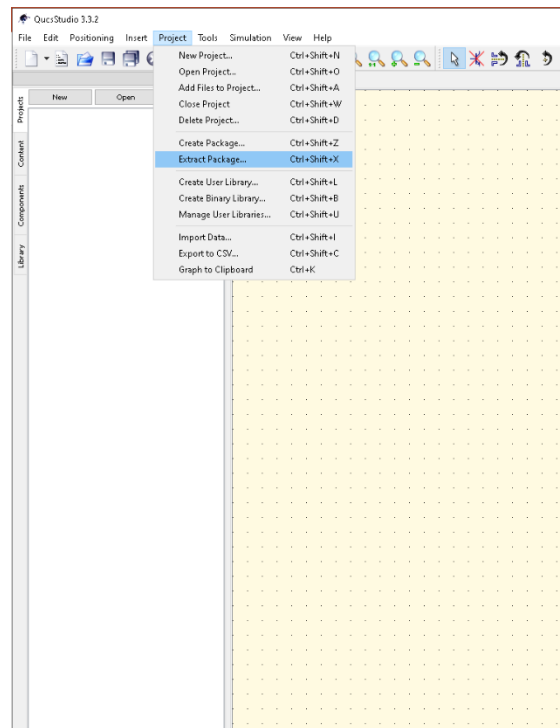 QucsStudio 3.3.2
File Edit Positioning Insert Project Tools Simulation View Help
New Open
Projects
Content
Components
Library
New Project... Ctrl+Shift+N
Open Project... Ctrl+Shift+O
Add Files to Project... Ctrl+Shift+A
Close Project Ctrl+Shift+W
Delete Project... Ctrl+Shift+D
Create Package... Ctrl+Shift+Z
Extract Package... Ctrl+Shift+X
Create User Library... Ctrl+Shift+L
Create Binary Library... Ctrl+Shift+B
Manage User Libraries... Ctrl+Shift+U
Import Data... Ctrl+Shift+I
Export to CSV... Ctrl+Shift+C
Graph to Clipboard Ctrl+K